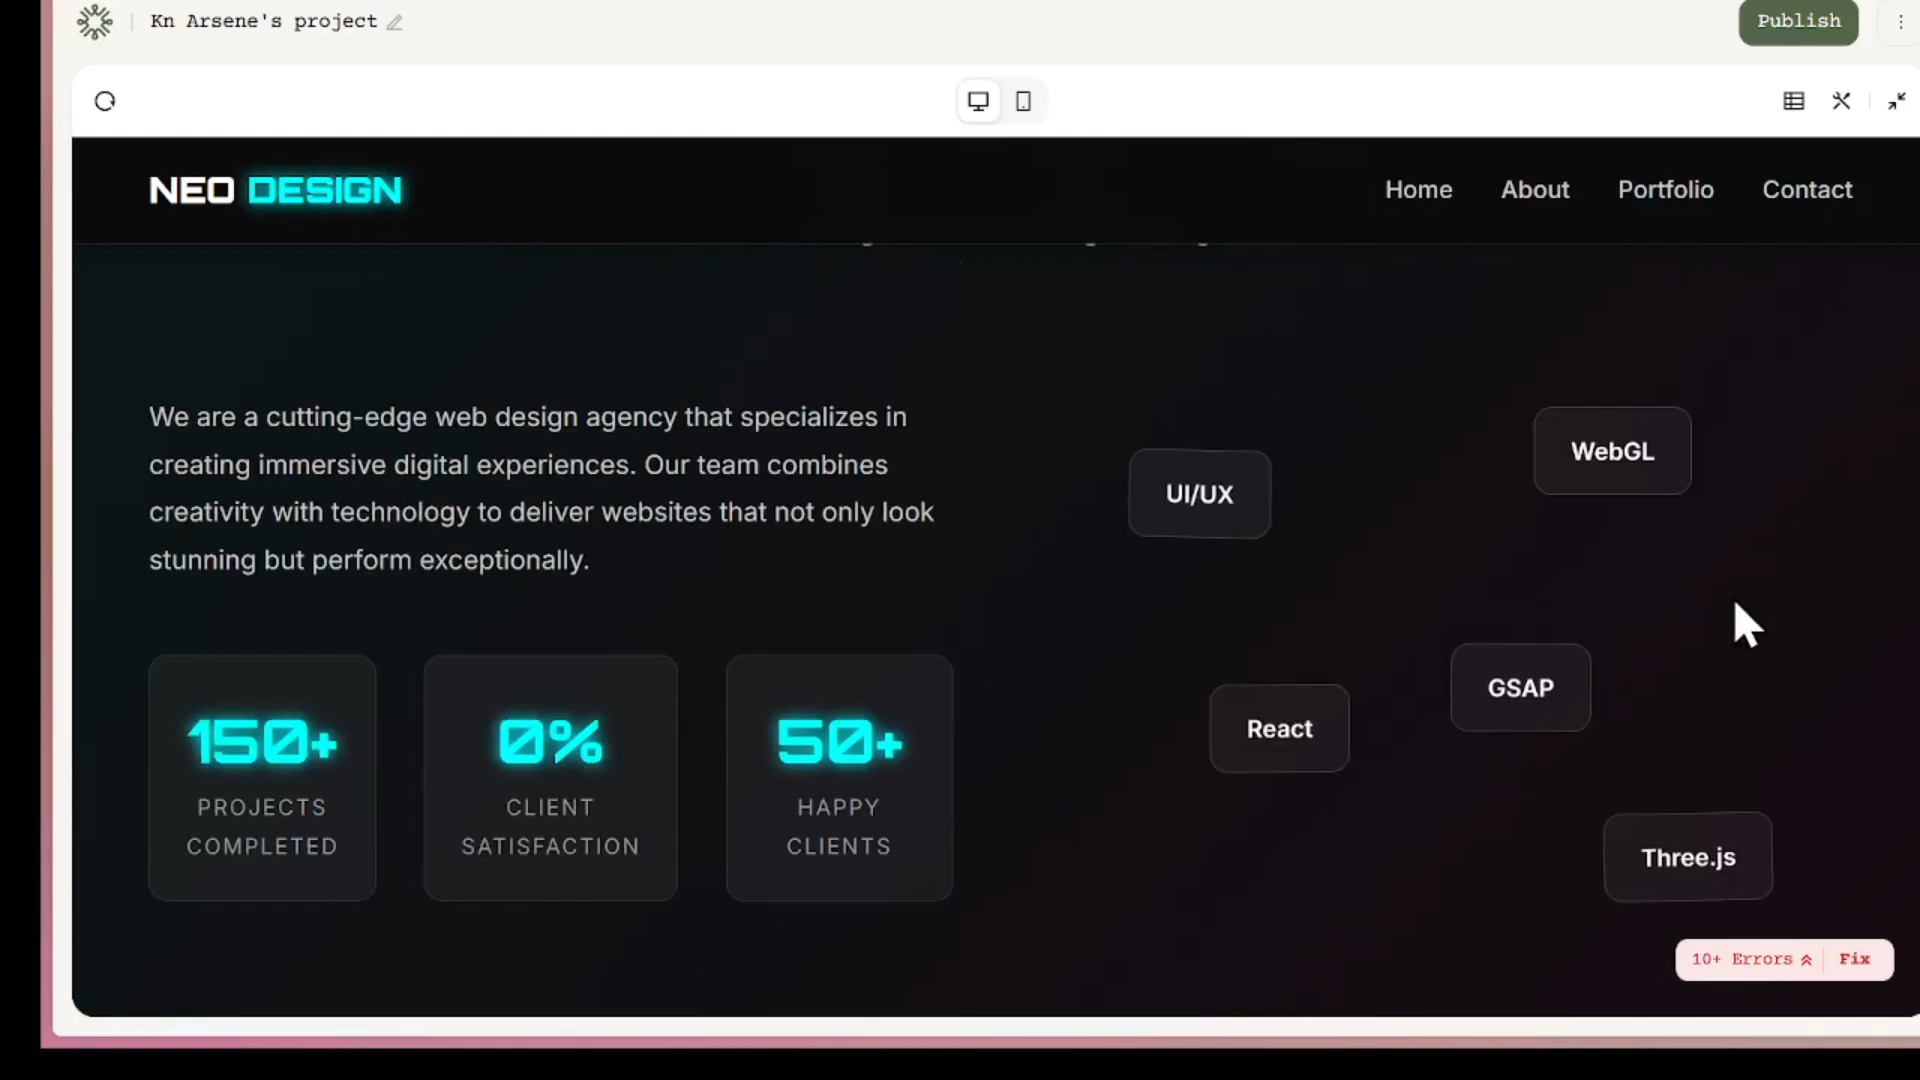 Kn Arsene's project
Publish
NEO DESIGN
Home
About
Portfolio
Contact
We are a cutting-edge web design agency that specializes in
creating immersive digital experiences. Our team combines
creativity with technology to deliver websites that not only look
stunning but perform exceptionally.
WebGL
UI/UX
GSAP
React
Three.js
150+
PROJECTS
COMPLETED
0%
CLIENT
SATISFACTION
50+
HAPPY
CLIENTS
10+ Errors
Fix